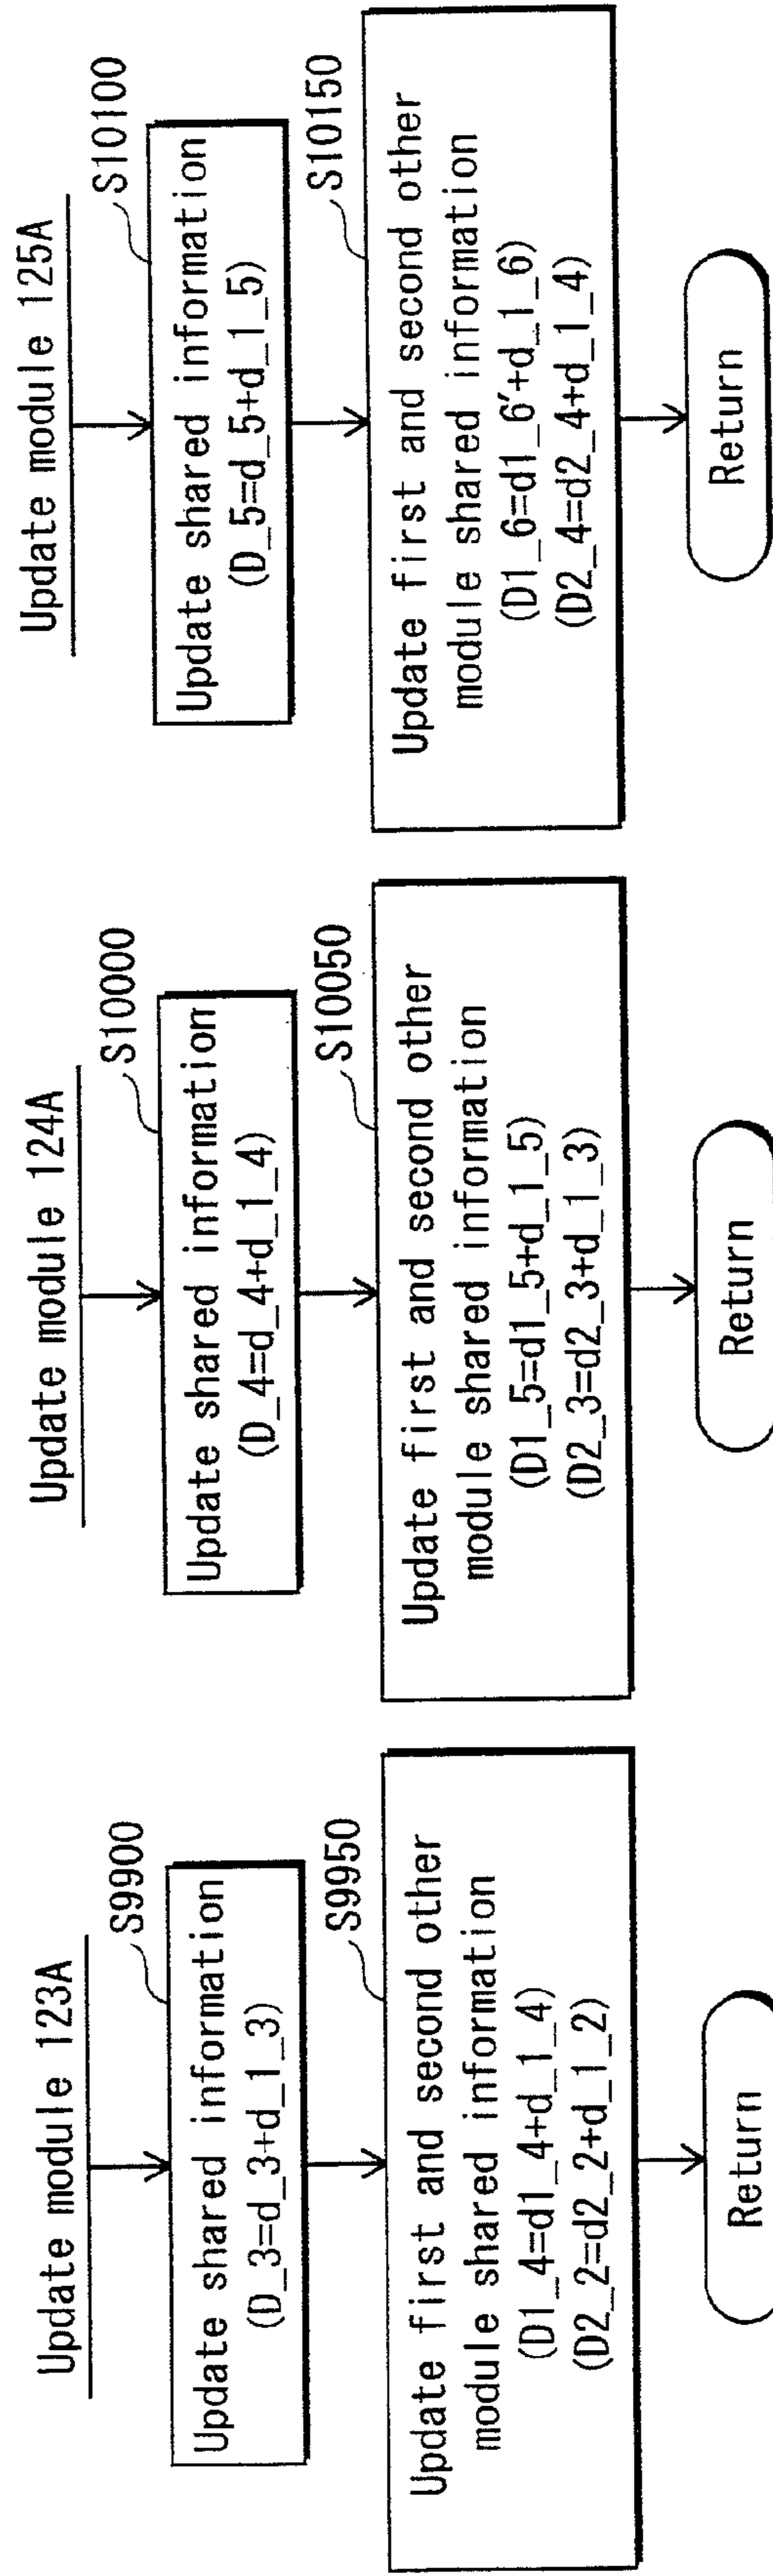 Update module 123A
S9900
Update shared information
(D_3=d_3+d_1_3)
S9950
Update first and second other
module shared information
(D1_4=d1_4+d_1_4)
(D2_2=d2_2+d_1_2)
Return
Update module 124A
S10000
Update shared information
(D_4=d_4+d_1_4)
S10050
Update first and second other
module shared information
(D1_5=d1_5+d_1_5)
(D2_3=d2_3+d_1_3)
Return
Update module 125A
S10100
Update shared information
(D_5=d_5+d_1_5)
S10150
Update first and second other
module shared information
(D1_6=d1_6'+d_1_6)
(D2_4=d2_4+d_1_4)
Return